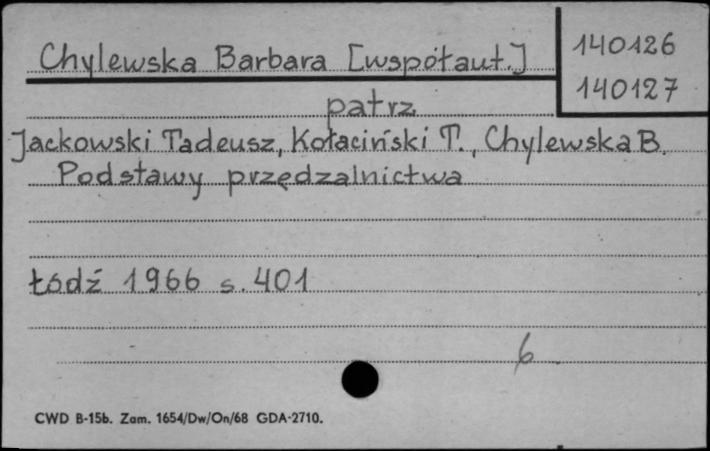 Chylewska Barbara [współaut.]
140126
140127
patrz
Jackowski Tadeusz, Kołaciński T., Chylewska B.
Podstawy przędzalnictwa
Łódź 1966 s. 401
6
CWD B-15b. Zam. 1654/Dw/On/68 GDA-2710.